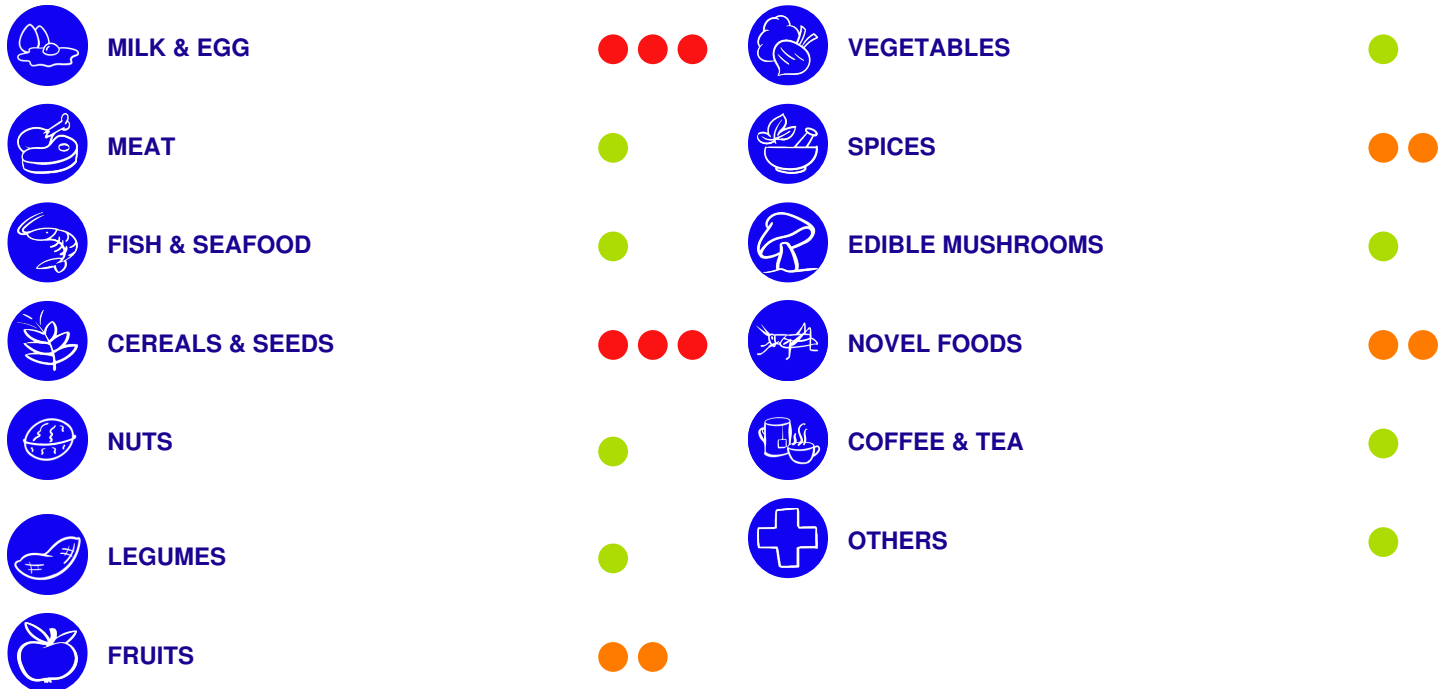 MILK & EGG
MEAT
FISH & SEAFOOD
CEREALS & SEEDS
NUTS
LEGUMES
FRUITS
VEGETABLES
SPICES
EDIBLE MUSHROOMS
NOVEL FOODS
COFFEE & TEA
OTHERS